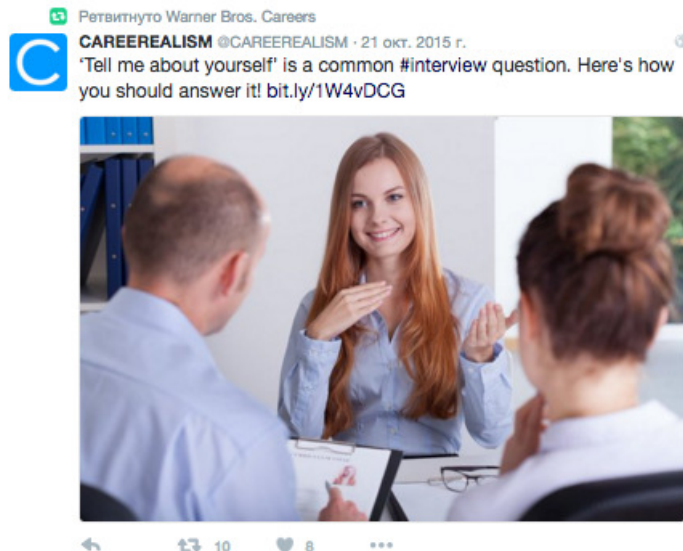 Ретвитнуто Warner Bros. Careers
CAREEREALISM @CAREEREALISM · 21 окт. 2015 г.
‘Tell me about yourself' is a common #interview question. Here's how
you should answer it! bit.ly/1W4vDCG
10 8